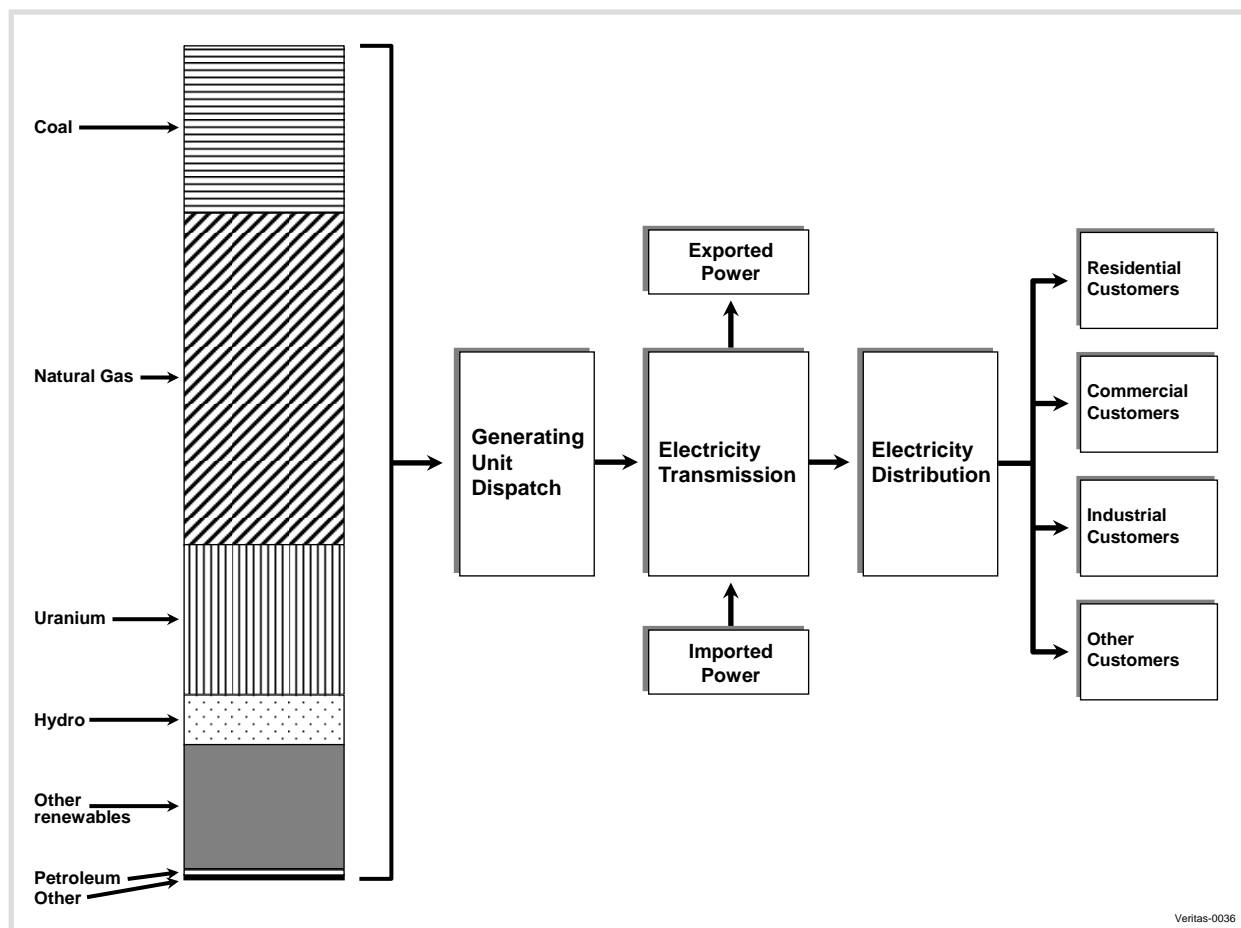 Coal
Natural Gas
Uranium
Hydro
Other
renewables
Petroleum
Other
Generating
Unit
Dispatch
Exported
Power
Electricity
Transmission
Imported
Power
Electricity
Distribution
Residential
Customers
Commercial
Customers
Industrial
Customers
Other
Customers
Veritas-0036